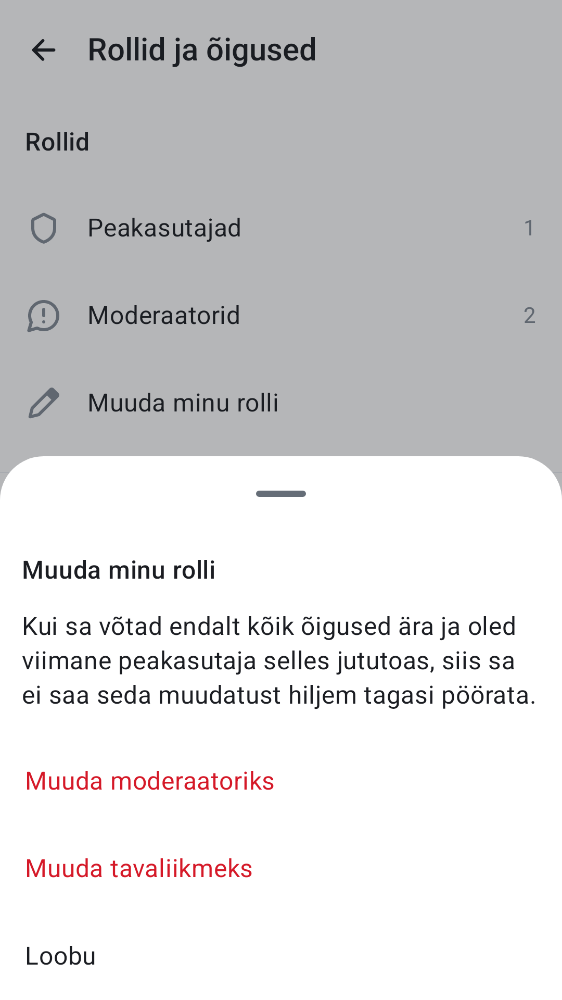 Rollid ja õigused
Rollid
Peakasutajad 1
Moderaatorid 2
Muuda minu rolli
Muuda minu rolli
Kui sa võtad endalt kõik õigused ära ja oled
viimane peakasutaja selles jututoas, siis sa
ei saa seda muudatust hiljem tagasi pöörata.
Muuda moderaatoriks
Muuda tavaliikmeks
Loobu